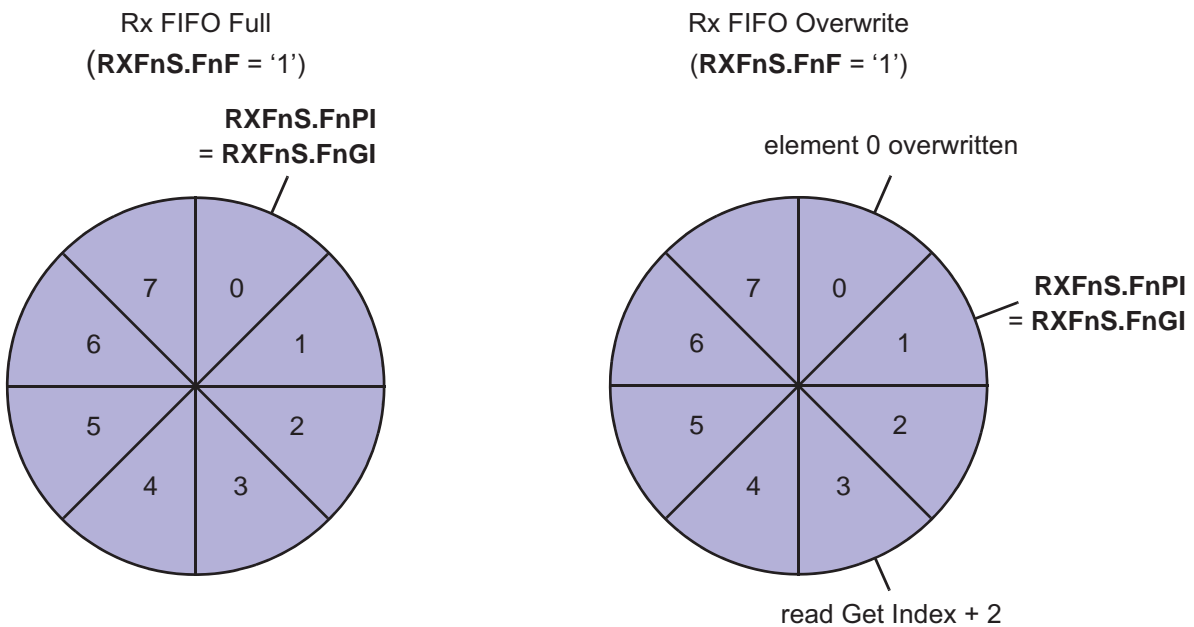 Rx FIFO Full
(RXFnS.FnF = ‘1’)
RXFnS.FnPI
= RXFnS.FnGI
7
0
6
1
5
2
4
3
Rx FIFO Overwrite
(RXFnS.FnF = ‘1’)
element 0 overwritten
RXFnS.FnPI
= RXFnS.FnGI
7
0
6
1
5
2
4
3
read Get Index + 2